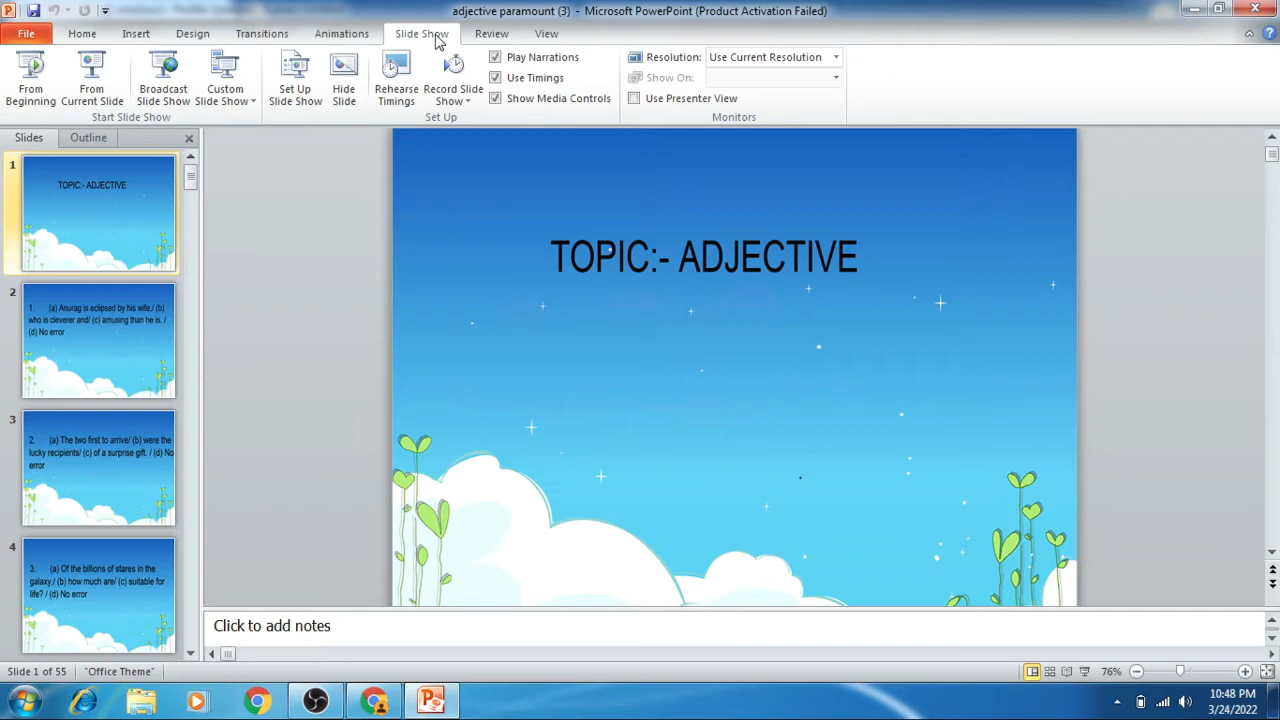 adjective paramount (3) - Microsoft PowerPoint (Product Activation Failed)
File Home Insert Design Transitions Animations Slide Show Review View
From Beginning
From Current Slide
Broadcast Slide Show
Custom Slide Show
Set Up Slide Show
Hide Slide
Rehearse Timings
Record Slide Show
Play Narrations
Use Timings
Show Media Controls
Resolution: Use Current Resolution
Show On:
Use Presenter View
Start Slide Show
Set Up
Monitors
Slides Outline
1
TOPIC:- ADJECTIVE
2
1. (a) Anurag is eclipsed by his wife,/ (b)
who is cleverer and/ (c) amusing than he is. /
(d) No error
3
2. (a) The two first to arrive/ (b) were the
lucky recipients/ (c) of a surprise gift. / (d) No
error
4
3. (a) Of the billions of stares in the
galaxy,/ (b) how much are/ (c) suitable for
life? / (d) No error
TOPIC:- ADJECTIVE
Click to add notes
Slide 1 of 55 "Office Theme" 76%
10:48 PM
3/24/2022